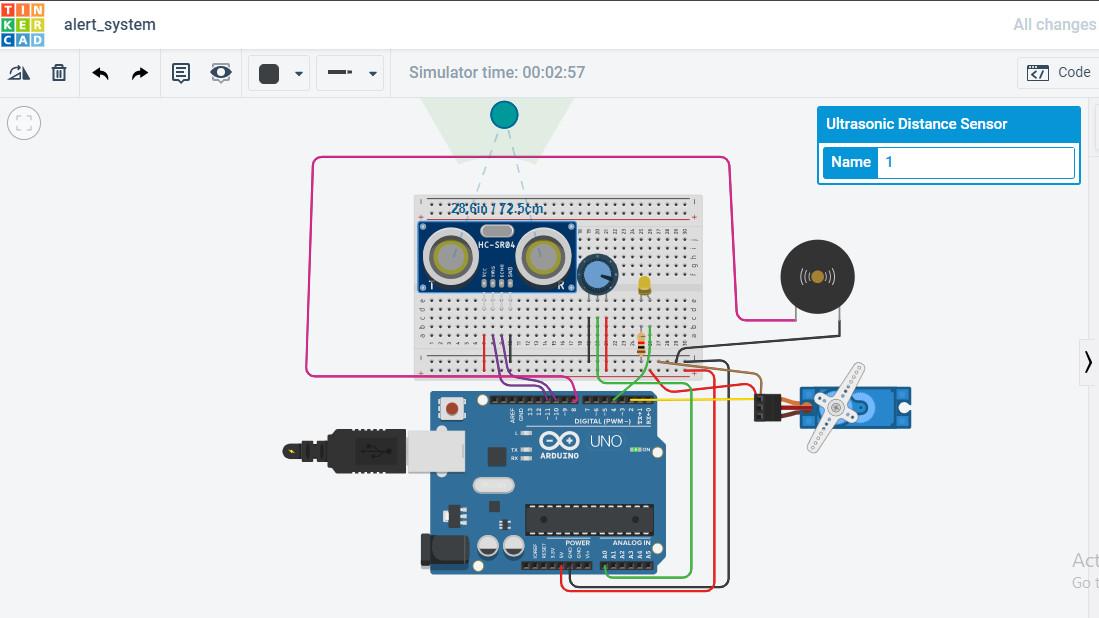 TIN
KER
CAD
alert_system
All changes
Simulator time: 00:02:57
Code
Ultrasonic Distance Sensor
Name 1
28.6in / 72.5cm
HC-SR04
VCC
TRIG
ECHO
GND
T R
AREF
GND
13
12
~11
~10
~9
8
7
~6
~5
4
~3
2
TX→1
RX←0
DIGITAL (PWM~)
L
TX
RX
UNO
ARDUINO
ON
POWER
ANALOG IN
IOREF
RESET
3.3V
5V
GND
GND
Vin
A0
A1
A2
A3
A4
A5
Act
Go t